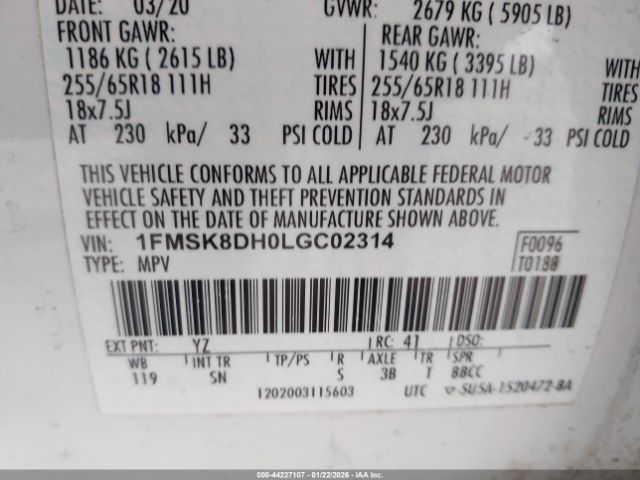 DATE: 03/20 GVWR: 2679 KG ( 5905 LB)
FRONT GAWR: REAR GAWR:
1186 KG ( 2615 LB) WITH 1540 KG ( 3395 LB)
255/65R18 111H TIRES 255/65R18 111H
18x7.5J RIMS 18x7.5J
AT 230 kPa/ 33 PSI COLD AT 230 kPa/ 33 PSI COLD
WITH
TIRES
RIMS
THIS VEHICLE CONFORMS TO ALL APPLICABLE FEDERAL MOTOR
VEHICLE SAFETY AND THEFT PREVENTION STANDARDS IN
EFFECT ON THE DATE OF MANUFACTURE SHOWN ABOVE.
VIN: 1FMSK8DH0LGC02314 F0096
TYPE: MPV T0188
EXT PNT: YZ RC: 41 DSO:
WB INT TR TP/PS R AXLE TR SPR
119 SN S 3B T BBCC
1202003115603 UTC SU5A-1520472-BA
000-44227107 - 01/22/2026 - IAAI.COM